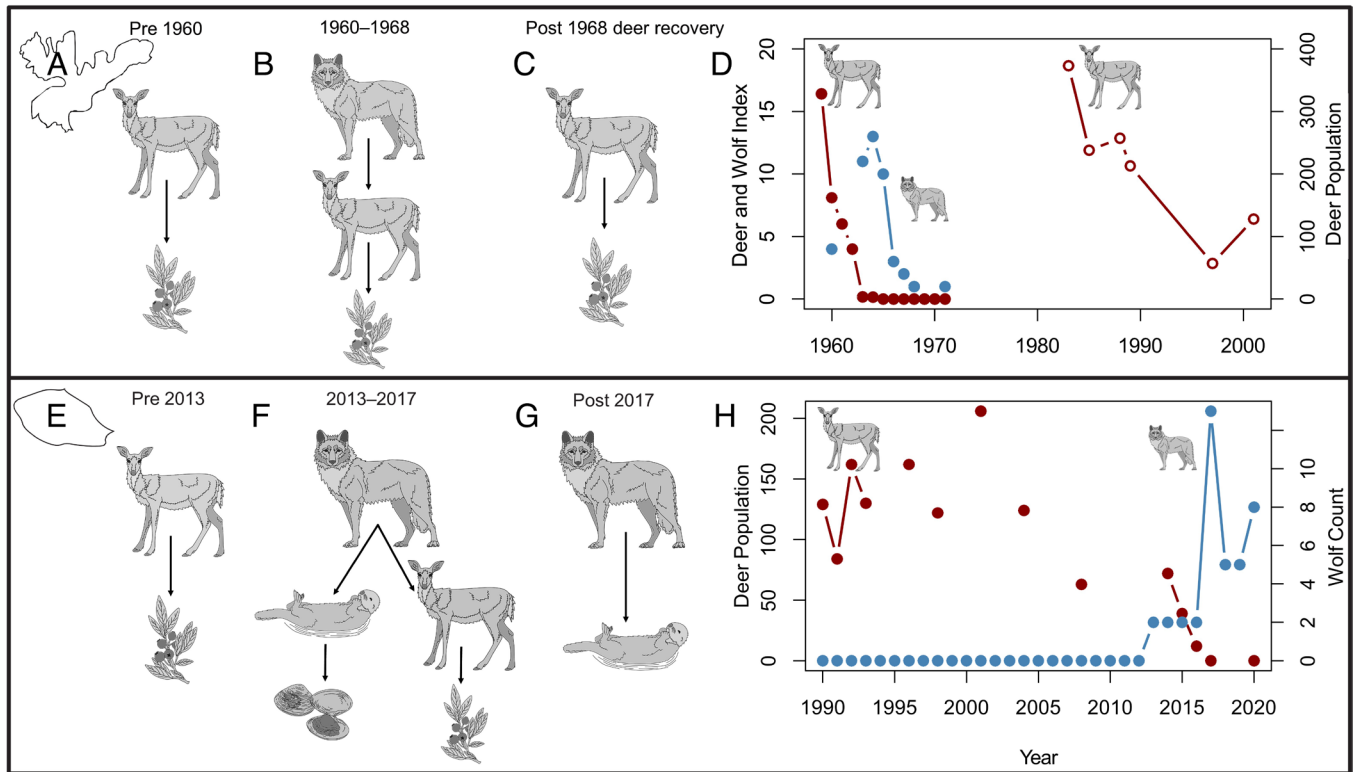 Pre 1960
1960–1968
Post 1968 deer recovery
A
B
C
D
Deer and Wolf Index
20
15
10
5
0
400
300
200
100
0
Deer Population
1960
1970
1980
1990
2000
Pre 2013
2013–2017
Post 2017
E
F
G
H
Deer Population
200
150
100
50
0
10
8
6
4
2
0
Wolf Count
1990
1995
2000
2005
2010
2015
2020
Year